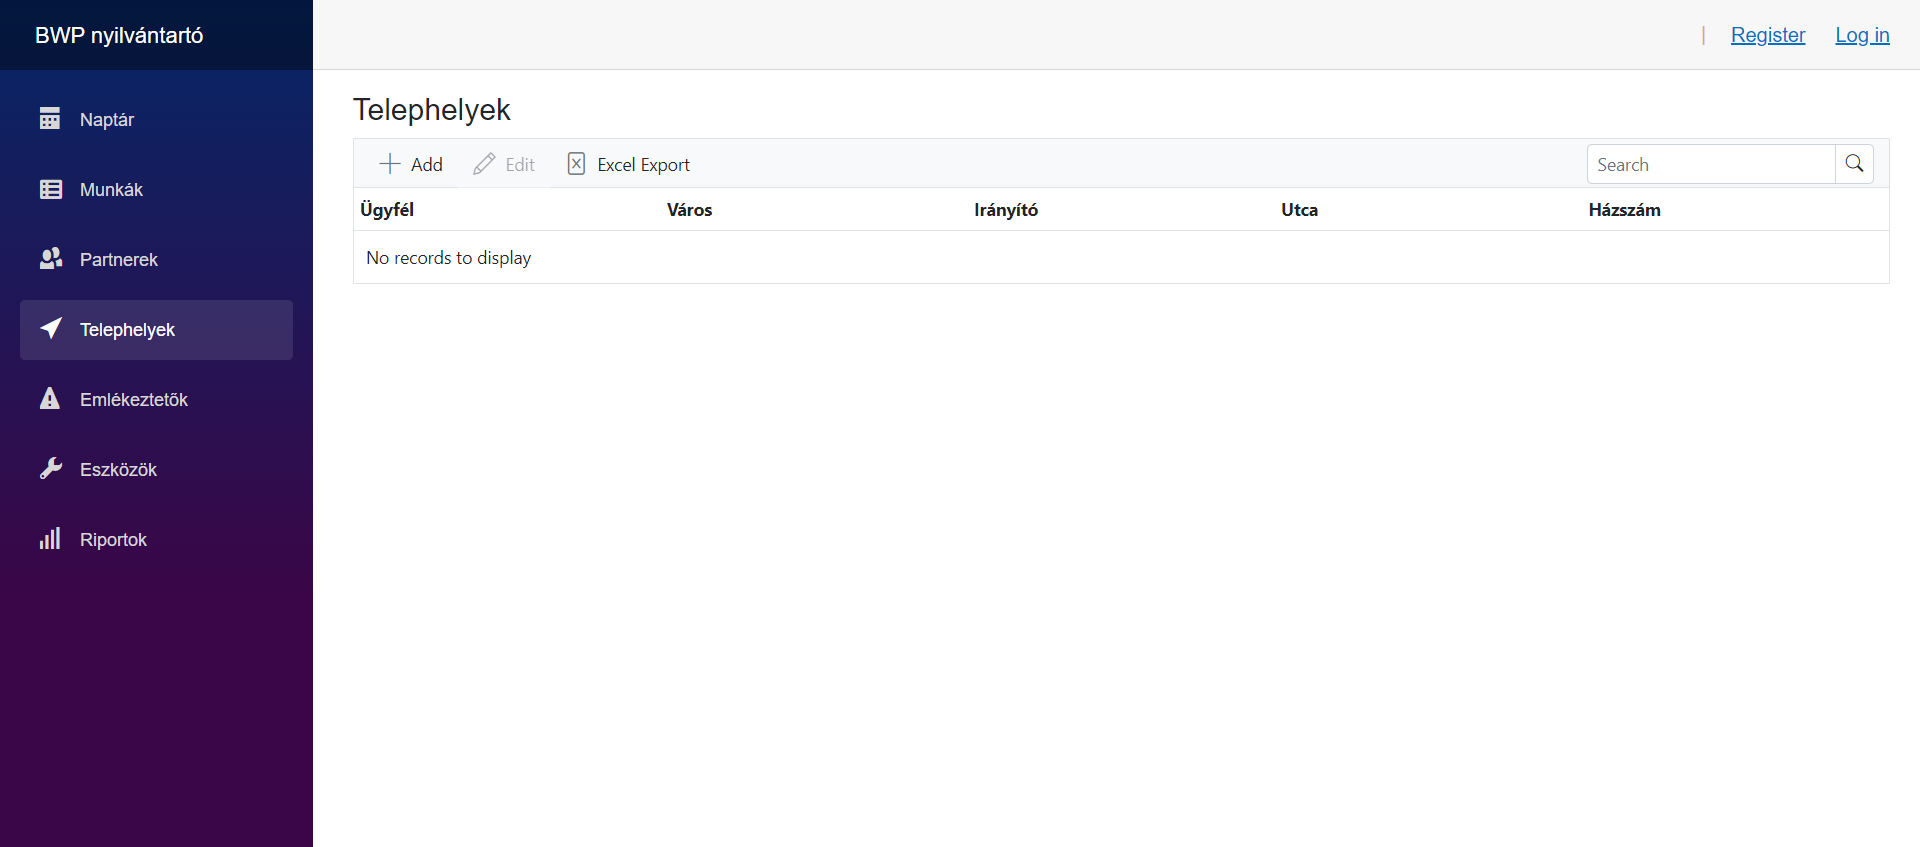 BWP nyilvántartó
| Register Log in
Naptár
Munkák
Partnerek
Telephelyek
Emlékeztetők
Eszközök
Riportok
Telephelyek
Add Edit Excel Export Search
Ügyfél Város Irányító Utca Házszám
No records to display